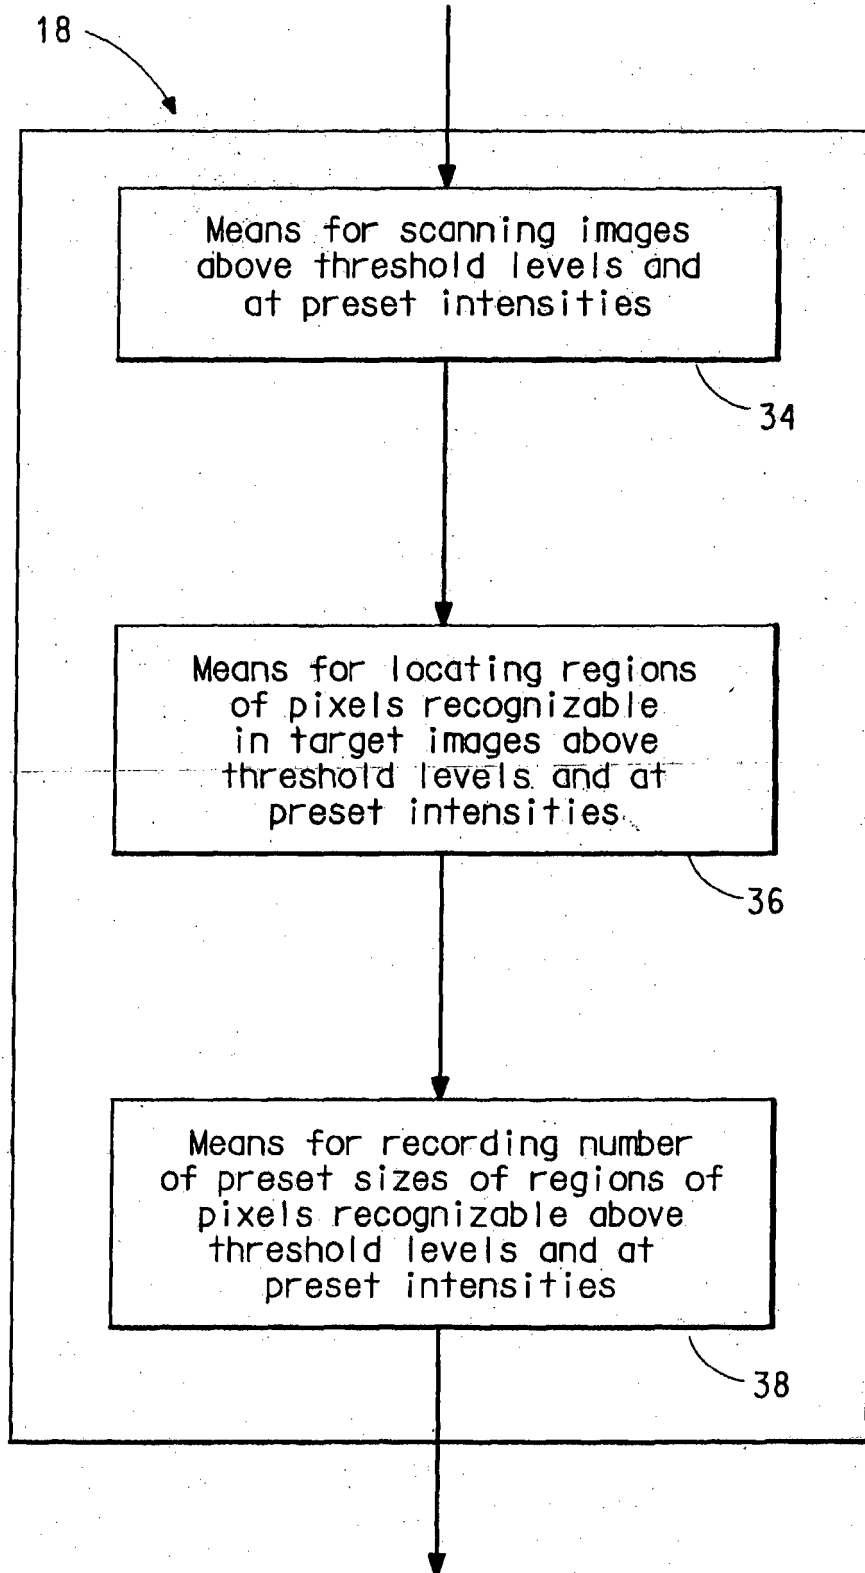 18
Means for scanning images
above threshold levels and
at preset intensities
34
Means for locating regions
of pixels recognizable
in target images above
threshold levels and at
preset intensities
36
Means for recording number
of preset sizes of regions of
pixels recognizable above
threshold levels and at
preset intensities
38